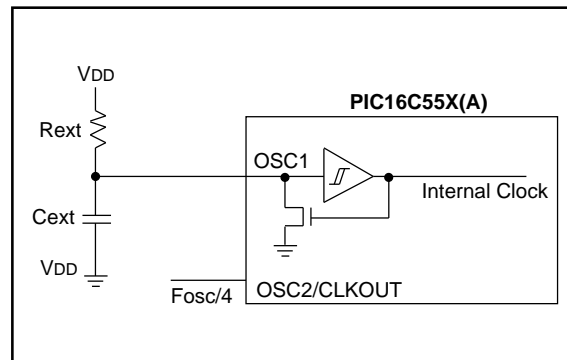 VDD
PIC16C55X(A)
Rext
OSC1
Internal Clock
Cext
VDD
Fosc/4
OSC2/CLKOUT